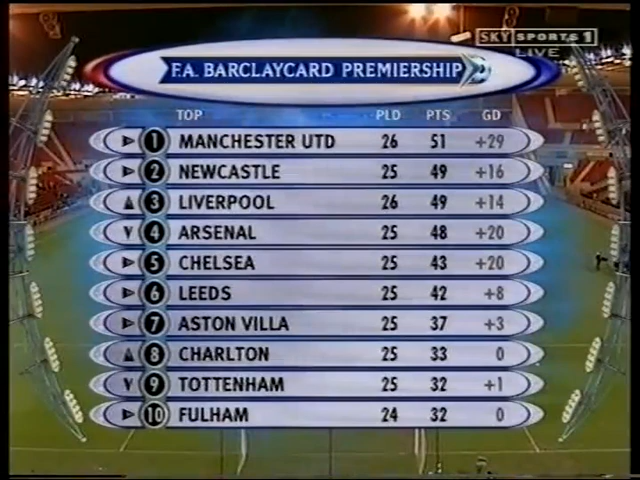 SKY SPORTS 1
LIVE
F.A. BARCLAYCARD PREMIERSHIP
TOP PLD PTS GD
1 MANCHESTER UTD 26 51 +29
2 NEWCASTLE 25 49 +16
3 LIVERPOOL 26 49 +14
4 ARSENAL 25 48 +20
5 CHELSEA 25 43 +20
6 LEEDS 25 42 +8
7 ASTON VILLA 25 37 +3
8 CHARLTON 25 33 0
9 TOTTENHAM 25 32 +1
10 FULHAM 24 32 0